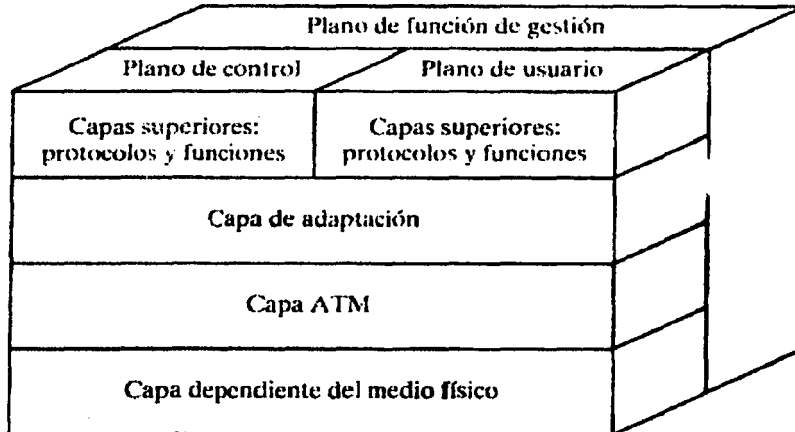 Plano de función de gestión
Plano de control
Plano de usuario
Capas superiores:
protocolos y funciones
Capas superiores:
protocolos y funciones
Capa de adaptación
Capa ATM
Capa dependiente del medio físico